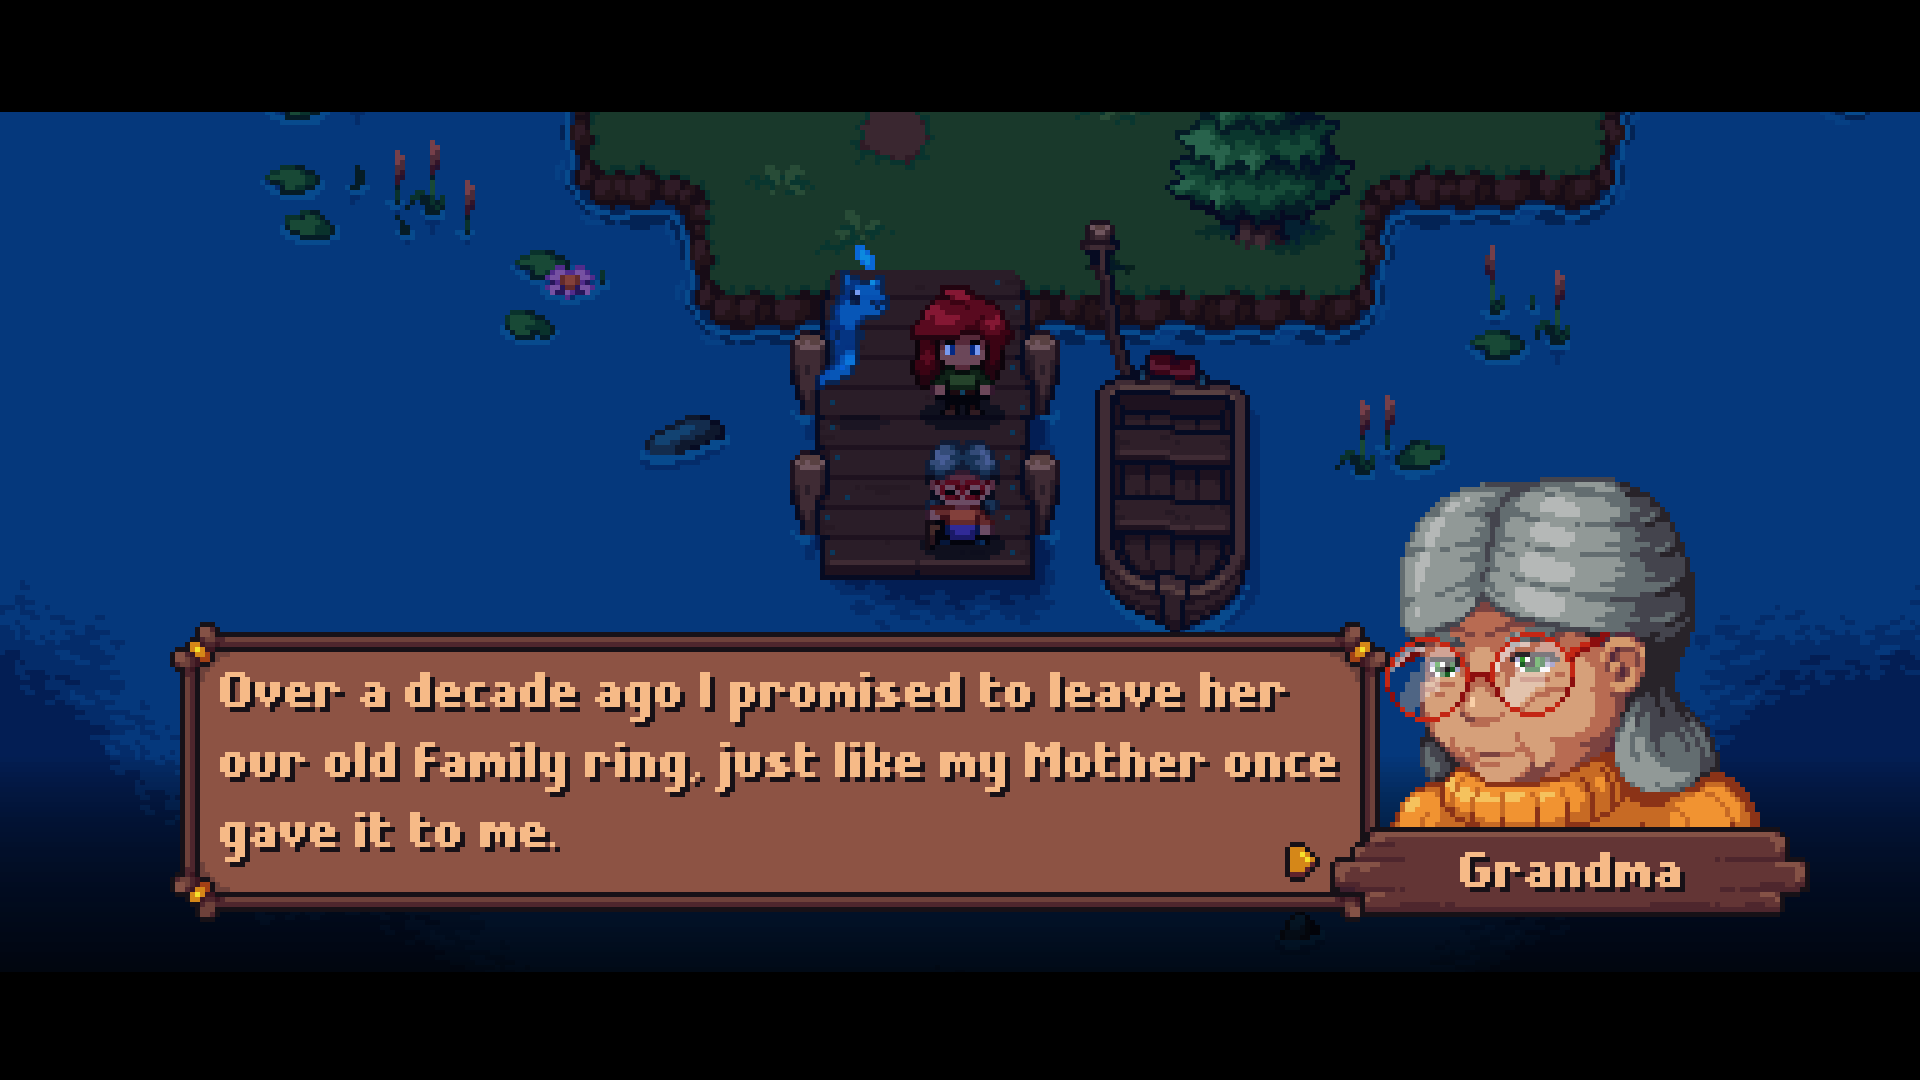 Over a decade ago I promised to leave her
our old family ring, just like my Mother once
gave it to me.
Grandma